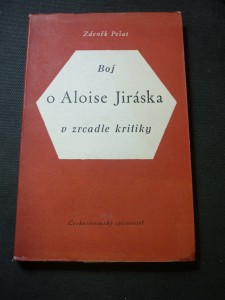 Zdeněk Pešat
Boj
o Aloise Jiráska
v zrcadle kritiky
Československý spisovatel